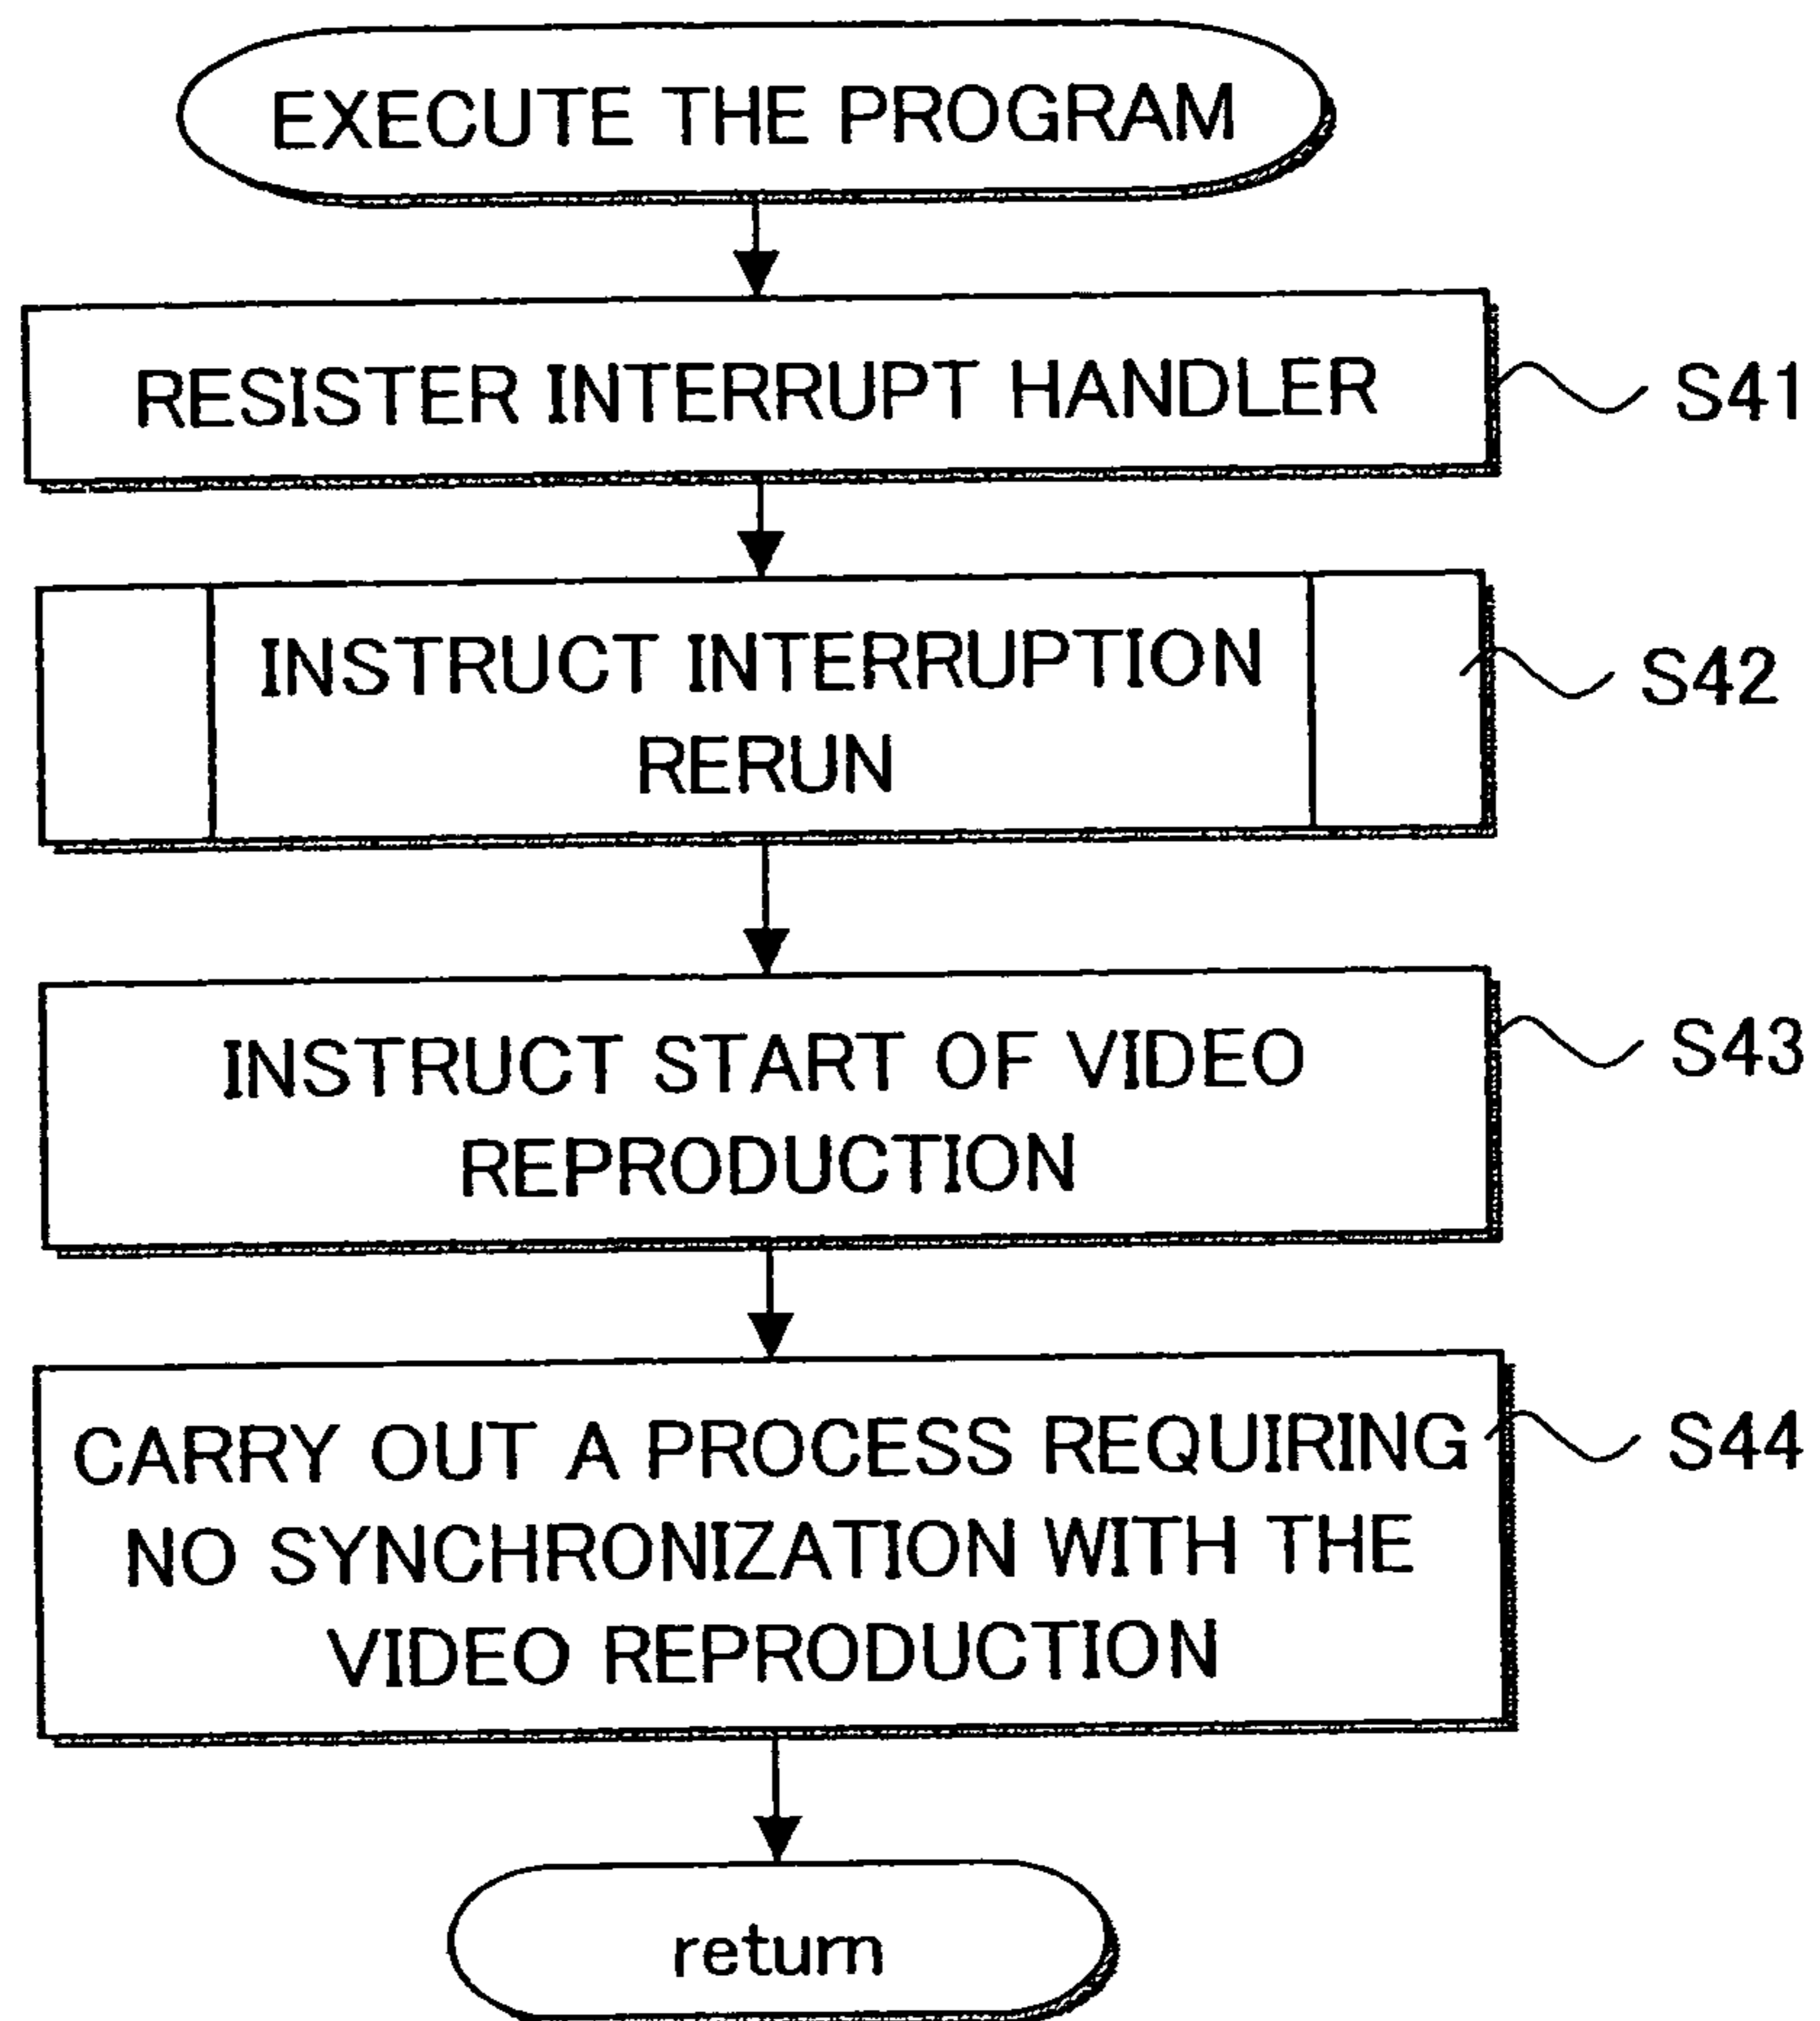 EXECUTE THE PROGRAM
RESISTER INTERRUPT HANDLER
S41
INSTRUCT INTERRUPTION
RERUN
S42
INSTRUCT START OF VIDEO
REPRODUCTION
S43
CARRY OUT A PROCESS REQUIRING
NO SYNCHRONIZATION WITH THE
VIDEO REPRODUCTION
S44
return